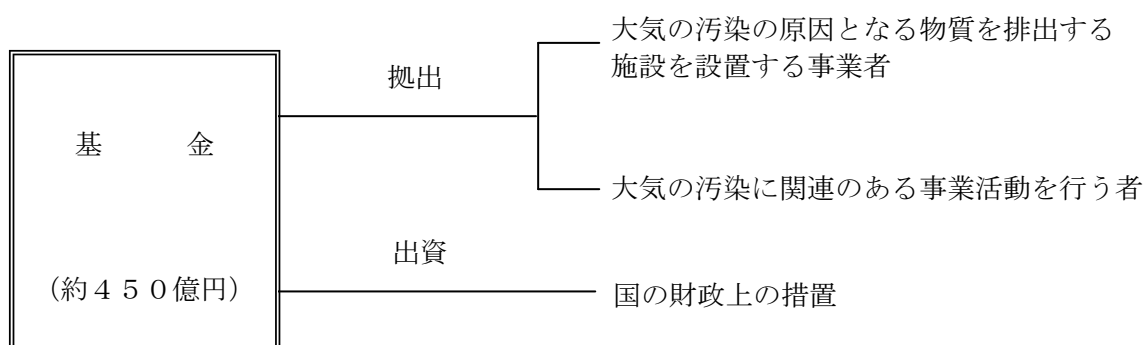 大気の汚染の原因となる物質を排出する
施設を設置する事業者
拠出
基　　金
大気の汚染に関連のある事業活動を行う者
出資
（約４５０億円）
国の財政上の措置